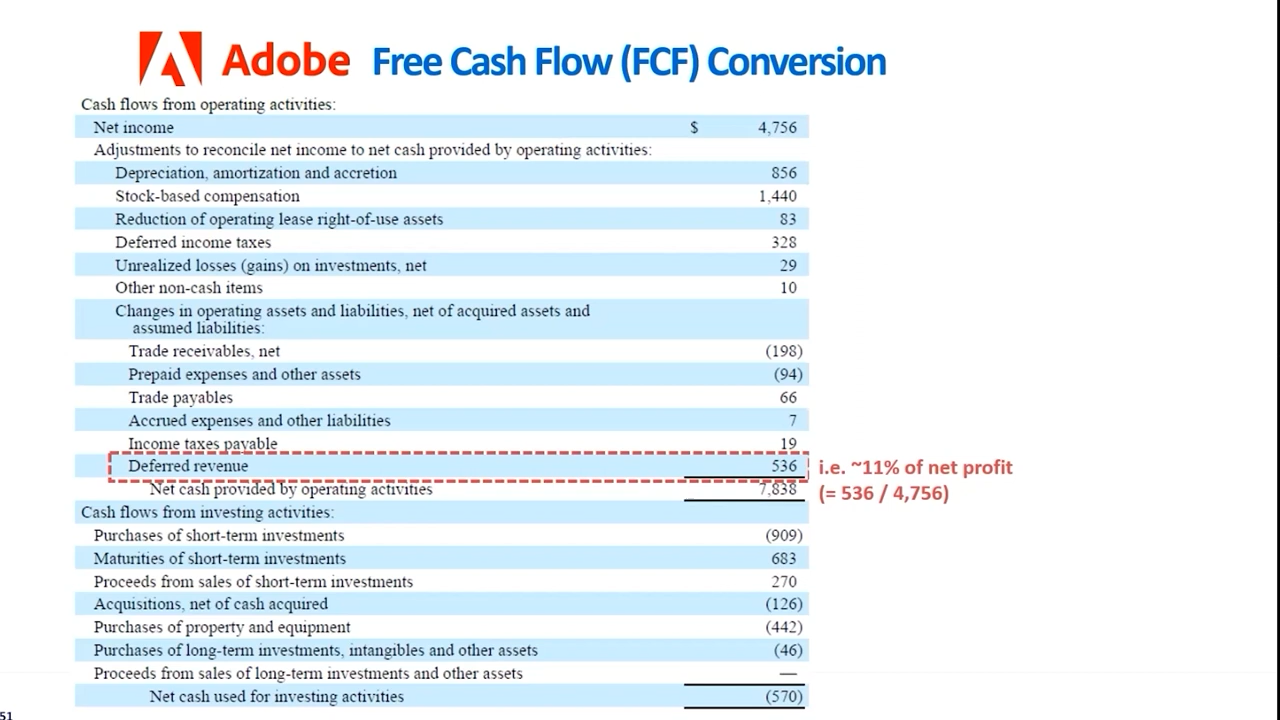 Adobe Free Cash Flow (FCF) Conversion
Cash flows from operating activities:
Net income $ 4,756
Adjustments to reconcile net income to net cash provided by operating activities:
Depreciation, amortization and accretion 856
Stock-based compensation 1,440
Reduction of operating lease right-of-use assets 83
Deferred income taxes 328
Unrealized losses (gains) on investments, net 29
Other non-cash items 10
Changes in operating assets and liabilities, net of acquired assets and
assumed liabilities:
Trade receivables, net (198)
Prepaid expenses and other assets (94)
Trade payables 66
Accrued expenses and other liabilities 7
Income taxes payable 19
Deferred revenue 536 i.e. ~11% of net profit
Net cash provided by operating activities 7,838 (= 536 / 4,756)
Cash flows from investing activities:
Purchases of short-term investments (909)
Maturities of short-term investments 683
Proceeds from sales of short-term investments 270
Acquisitions, net of cash acquired (126)
Purchases of property and equipment (442)
Purchases of long-term investments, intangibles and other assets (46)
Proceeds from sales of long-term investments and other assets —
Net cash used for investing activities (570)
51